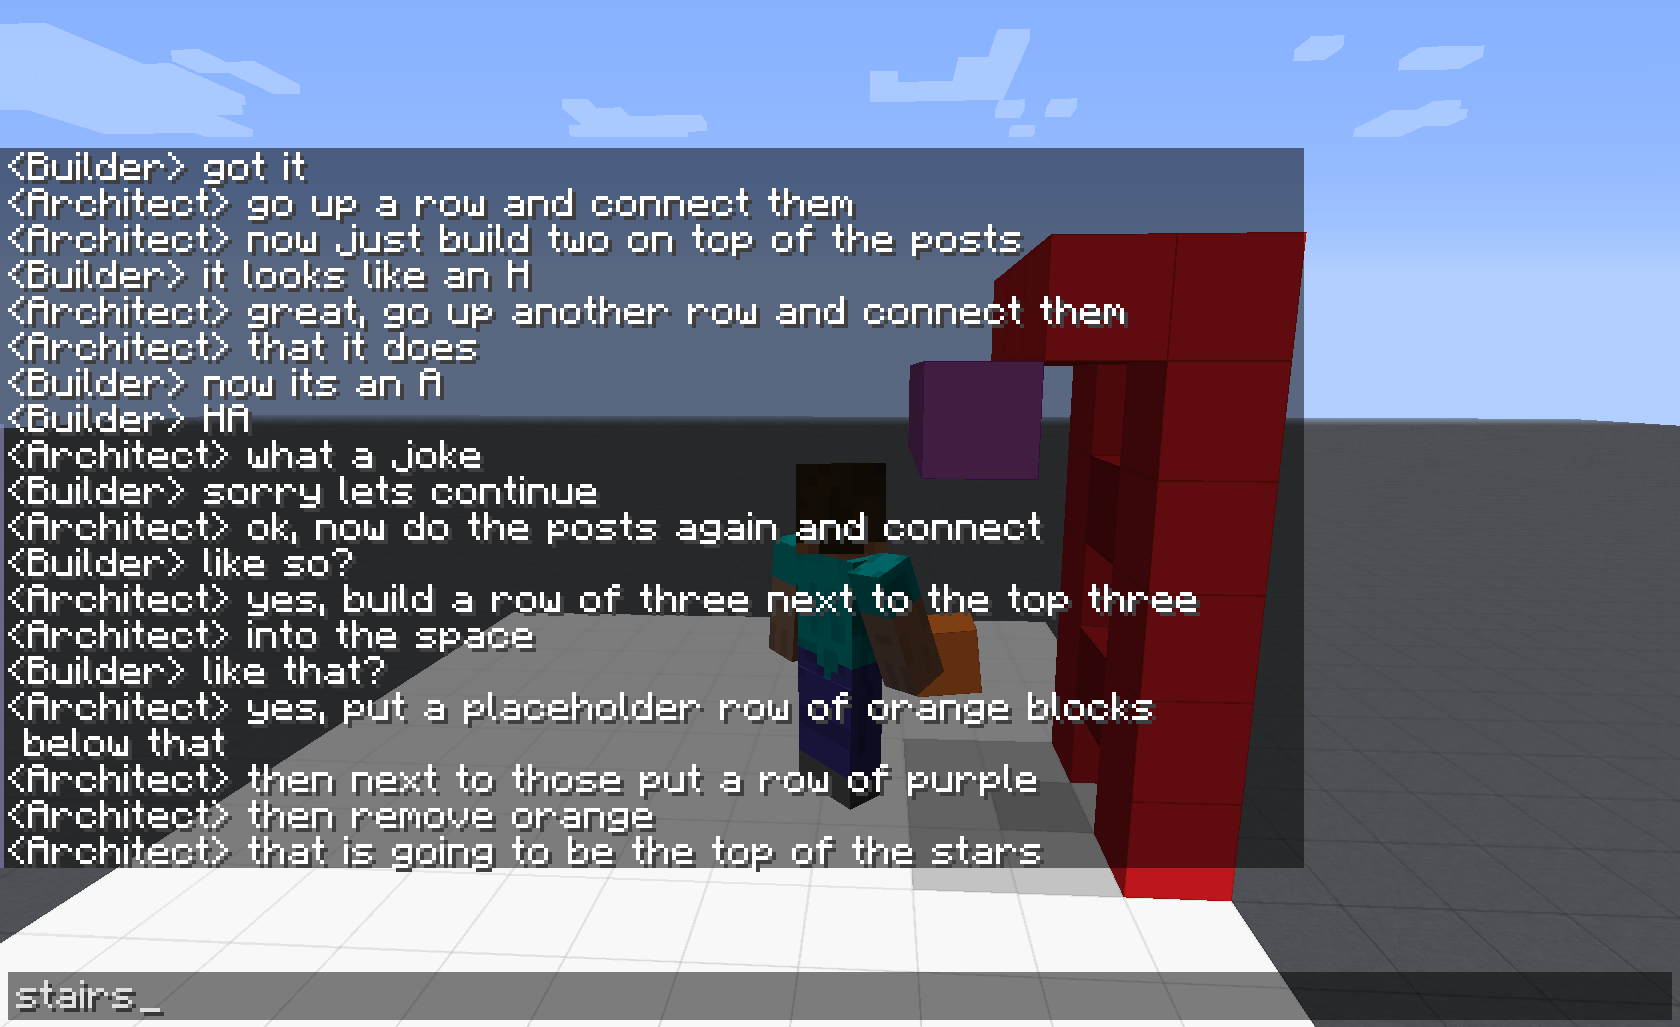 <Builder> got it
<Architect> go up a row and connect them
<Architect> now just build two on top of the posts
<Builder> it looks like an H
<Architect> great, go up another row and connect them
<Architect> that it does
<Builder> now its an A
<Builder> HA
<Architect> what a joke
<Builder> sorry lets continue
<Architect> ok, now do the posts again and connect
<Builder> like so?
<Architect> yes, build a row of three next to the top three
<Architect> into the space
<Builder> like that?
<Architect> yes, put a placeholder row of orange blocks
below that
<Architect> then next to those put a row of purple
<Architect> then remove orange
<Architect> that is going to be the top of the stars
stairs_